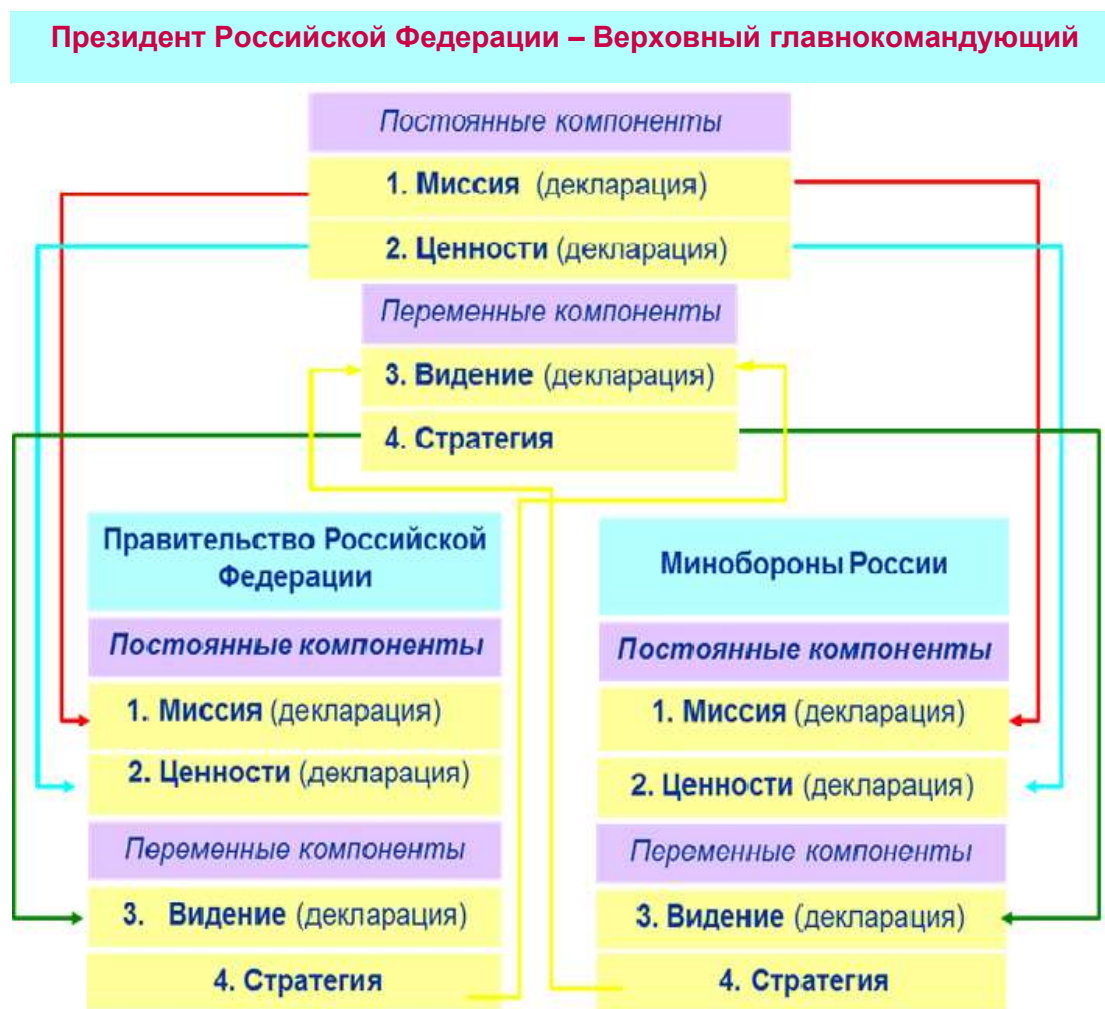 Президент Российской Федерации – Верховный главнокомандующий
Постоянные компоненты
1. Миссия (декларация)
2. Ценности (декларация)
Переменные компоненты
3. Видение (декларация)
4. Стратегия
Правительство Российской
Федерации
Постоянные компоненты
1. Миссия (декларация)
2. Ценности (декларация)
Переменные компоненты
3. Видение (декларация)
4. Стратегия
Минобороны России
Постоянные компоненты
1. Миссия (декларация)
2. Ценности (декларация)
Переменные компоненты
3. Видение (декларация)
4. Стратегия